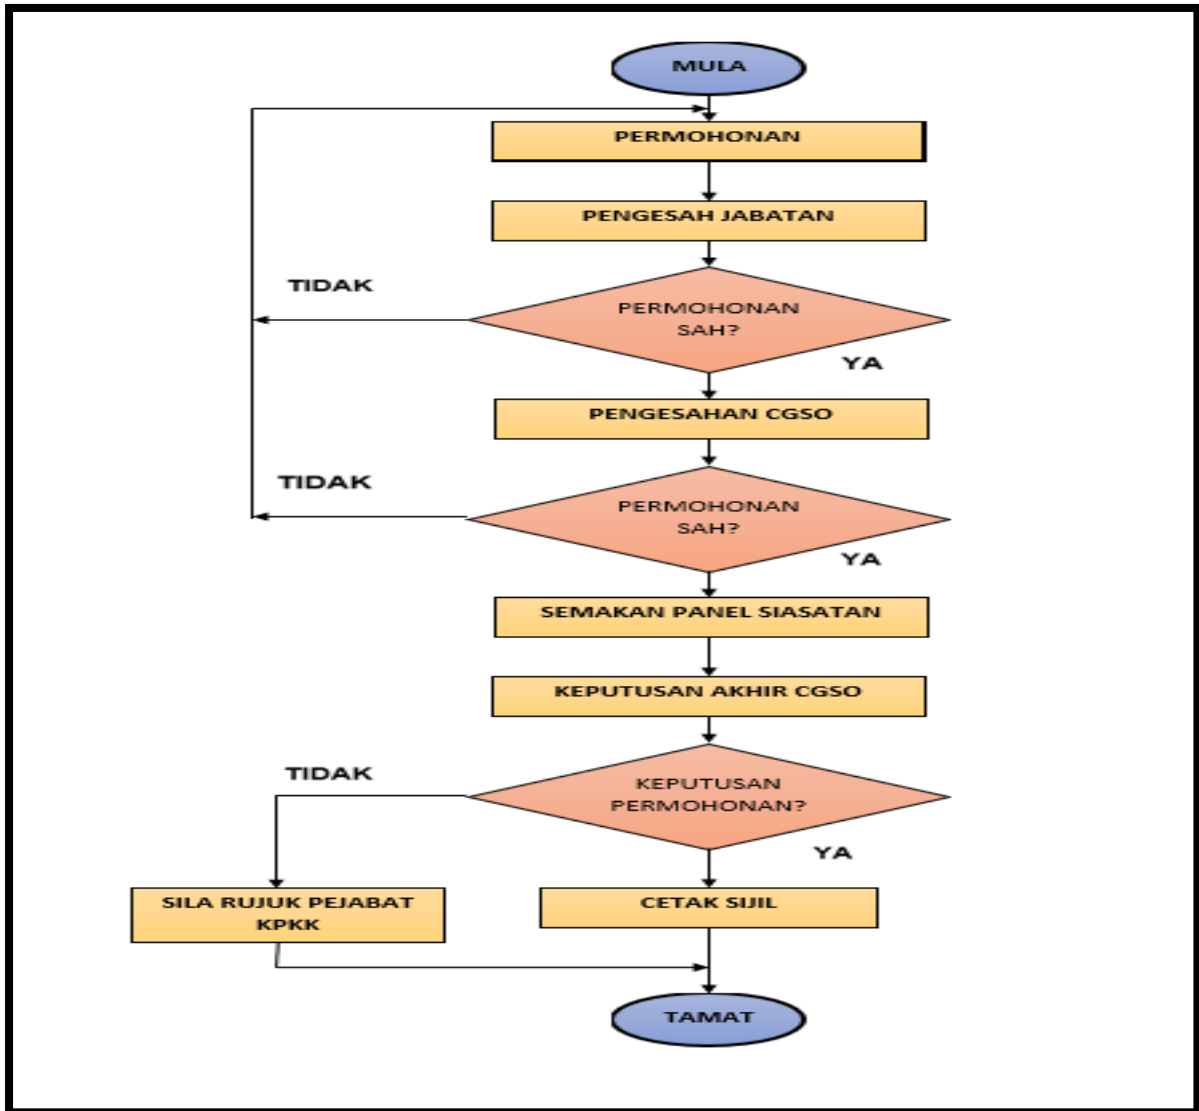 MULA
PERMOHONAN
PENGESAH JABATAN
TIDAK
PERMOHONAN
SAH?
YA
PENGESAHAN CGSO
TIDAK
PERMOHONAN
SAH?
YA
SEMAKAN PANEL SIASATAN
KEPUTUSAN AKHIR CGSO
TIDAK
KEPUTUSAN
PERMOHONAN?
YA
SILA RUJUK PEJABAT
KPKK
CETAK SIJIL
TAMAT